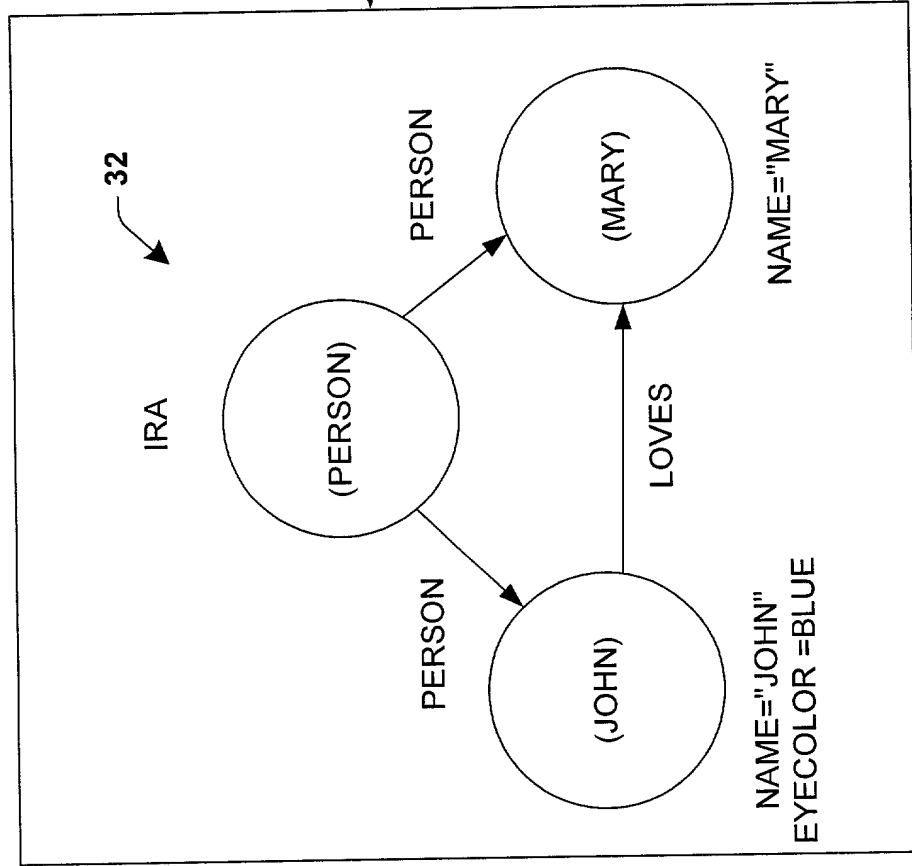 IRA
32
(PERSON)
PERSON
PERSON
(JOHN)
LOVES
(MARY)
NAME="JOHN"
EYECOLOR =BLUE
NAME="MARY"